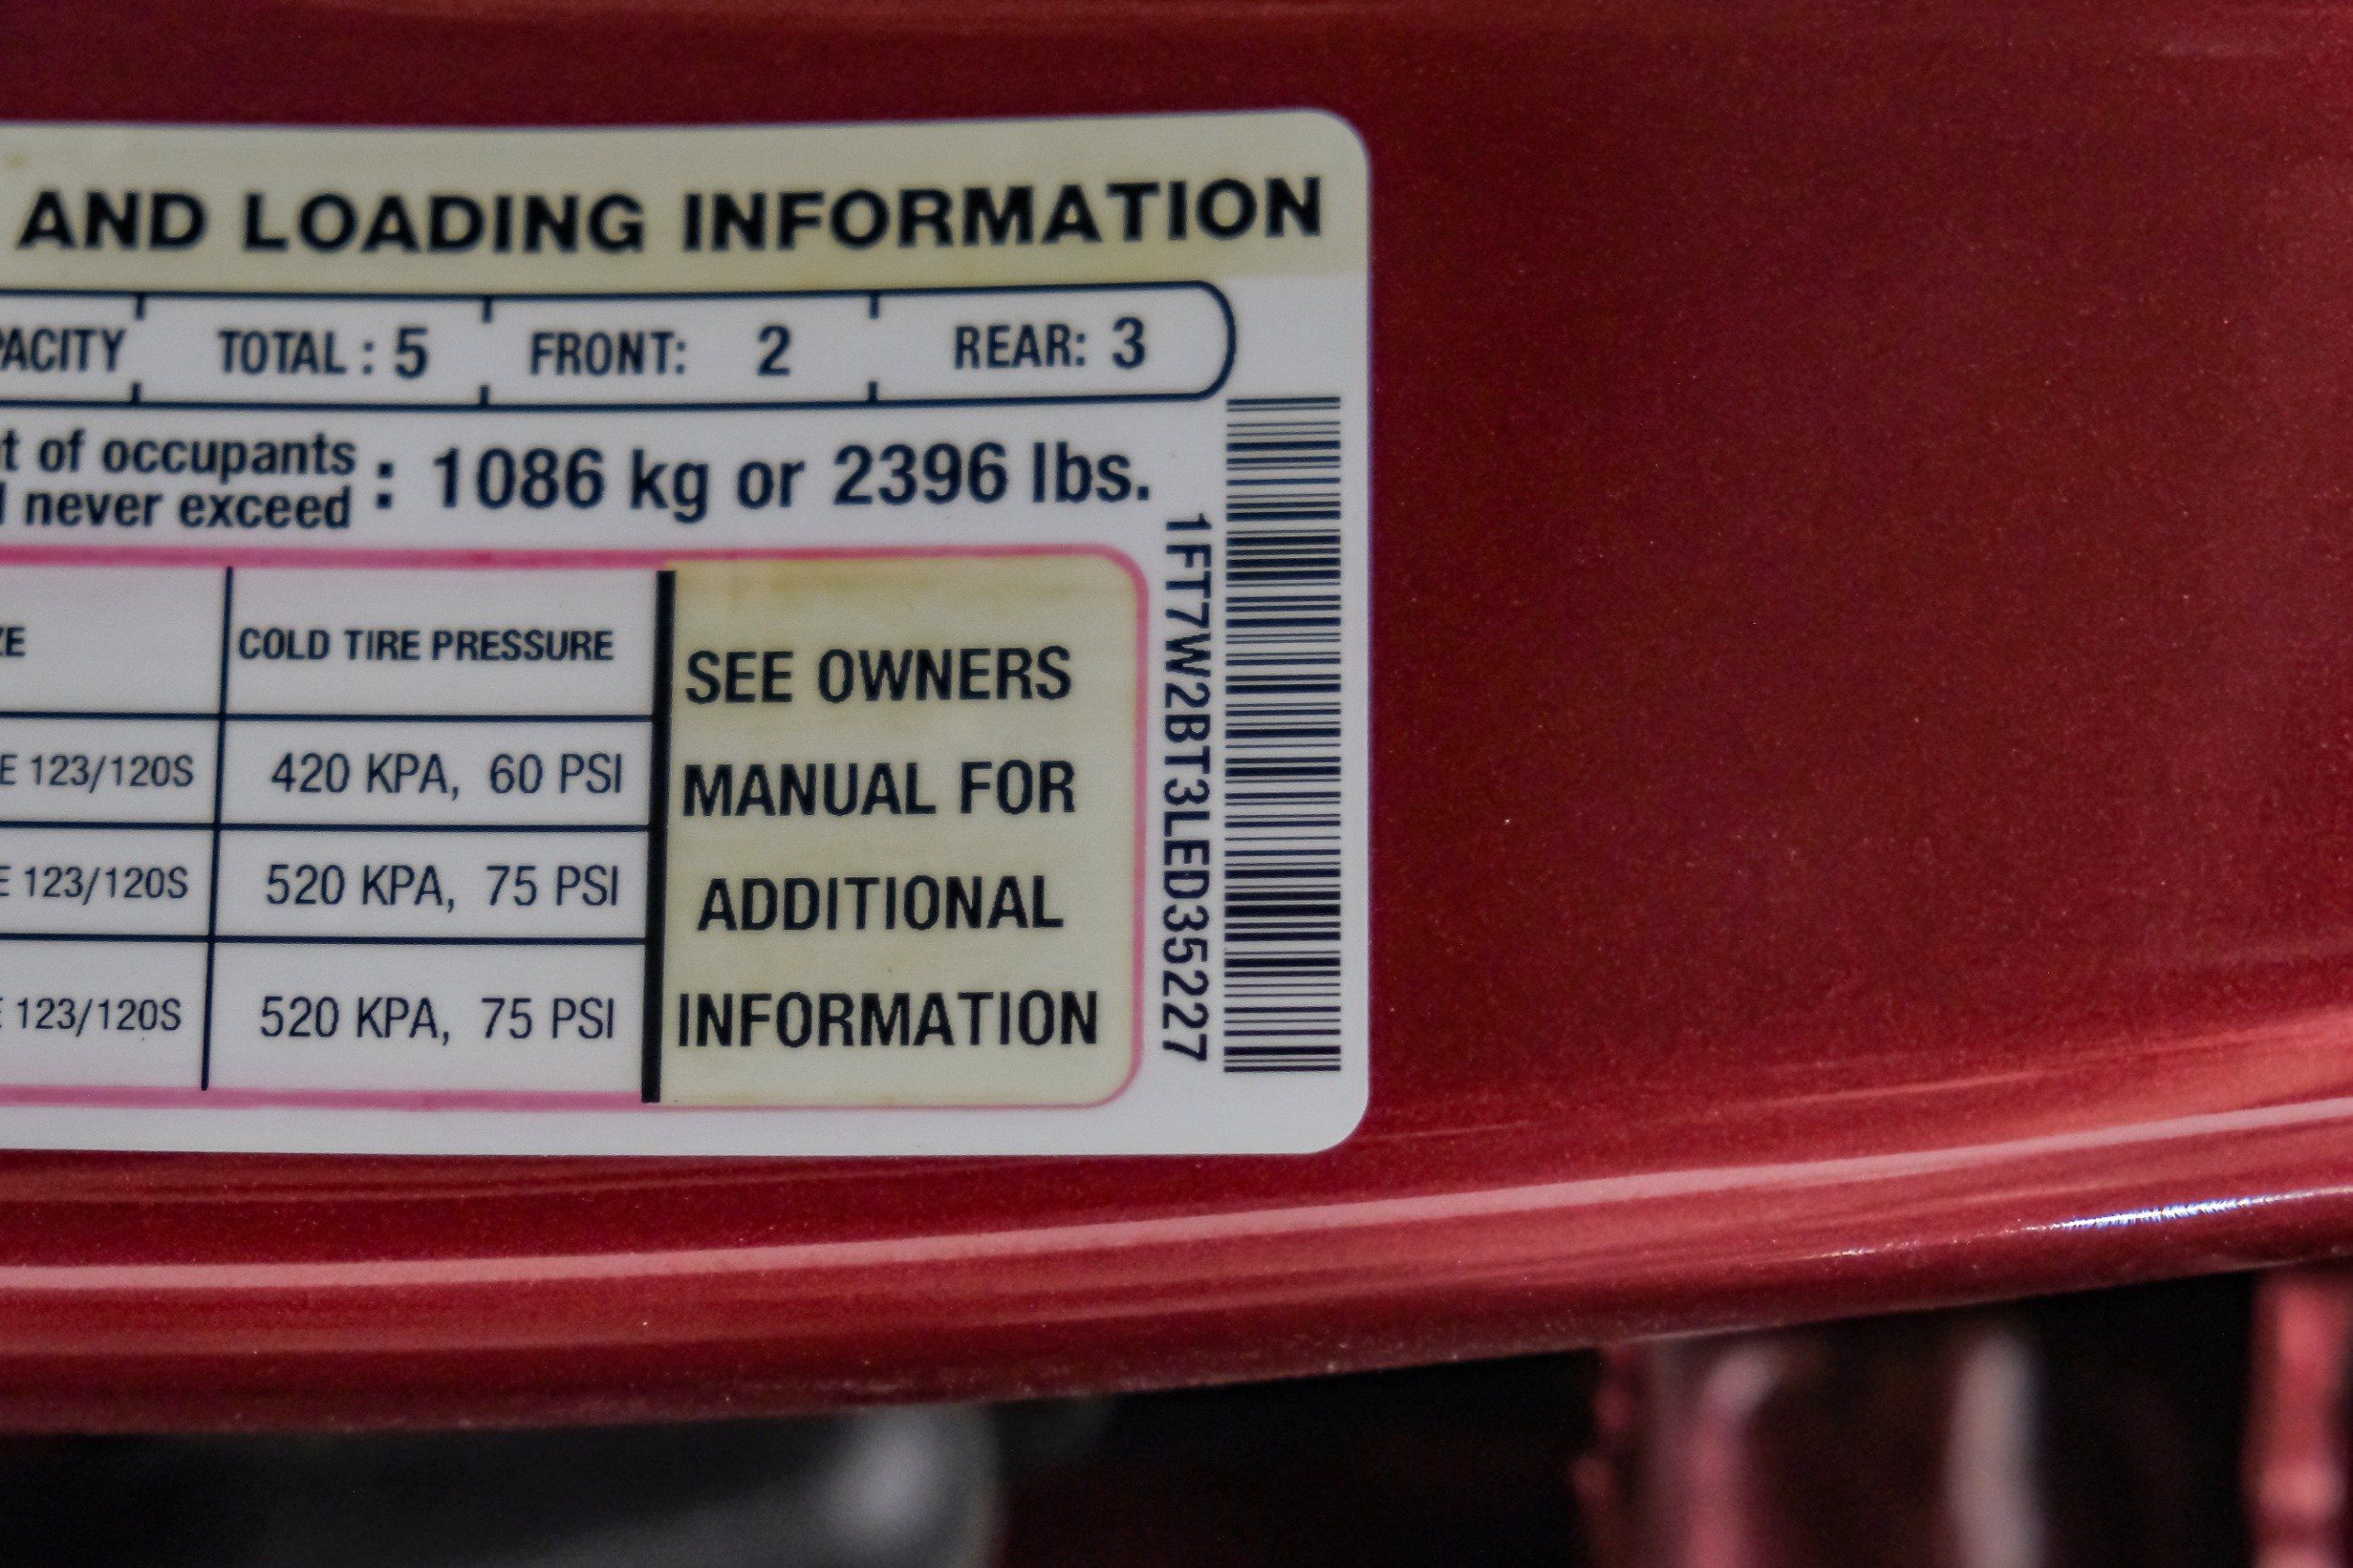 AND LOADING INFORMATION
PACITY TOTAL : 5 FRONT: 2 REAR: 3
of occupants
never exceed : 1086 kg or 2396 lbs.
COLD TIRE PRESSURE
E 123/120S 420 KPA, 60 PSI
E 123/120S 520 KPA, 75 PSI
123/120S 520 KPA, 75 PSI
SEE OWNERS
MANUAL FOR
ADDITIONAL
INFORMATION
1FT7W2BT3LED35227